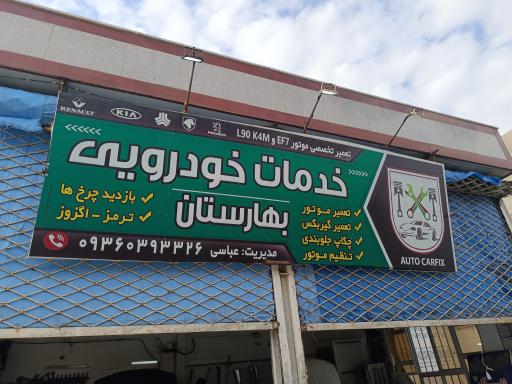 RENAULT
KIA
PEUGEOT
تعمیر تخصصی موتور EF7 و L90 K4M
خدمات خودرویی
بهارستان
تعمیر موتور
تعمیر گیربکس
چکاپ جلوبندی
تنظیم موتور
بازدید چرخ ها
ترمز - اگزوز
مدیریت: عباسی ۰۹۳۶۰۳۹۳۳۲۶
AUTO CARFIX